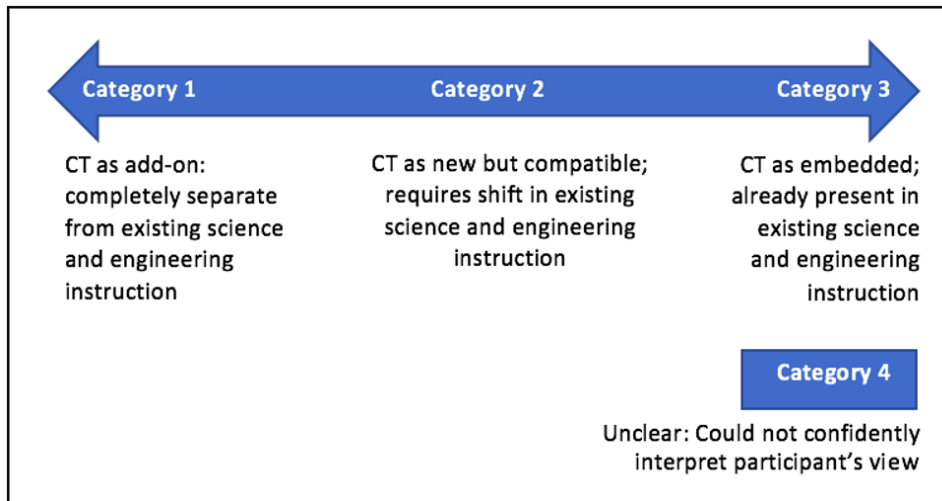 Category 1
Category 2
Category 3
CT as add-on:
completely separate
from existing science
and engineering
instruction
CT as new but compatible;
requires shift in existing
science and engineering
instruction
CT as embedded;
already present in
existing science
and engineering
instruction
Category 4
Unclear: Could not confidently
interpret participant's view